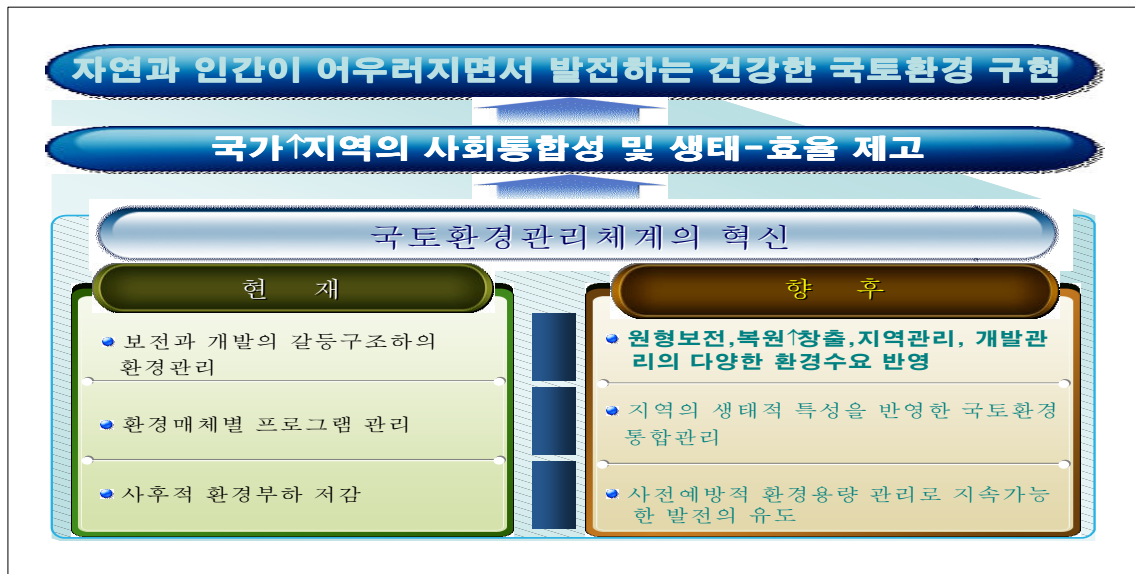 자연과 인간이 어우러지면서 발전하는 건강한 국토환경 구현
국가↑지역의 사회통합성 및 생태-효율 제고
국토환경관리체계의 혁신
현 재
보전과 개발의 갈등구조하의
환경관리
환경매체별 프로그램 관리
사후적 환경부하 저감
향 후
원형보전,복원↑창출,지역관리, 개발관
리의 다양한 환경수요 반영
지역의 생태적 특성을 반영한 국토환경
통합관리
사전예방적 환경용량 관리로 지속가능
한 발전의 유도